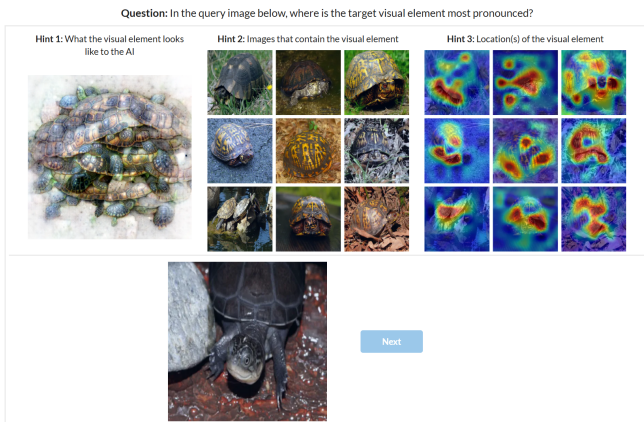 Question: In the query image below, where is the target visual element most pronounced?
Hint 1: What the visual element looks
like to the AI
Hint 2: Images that contain the visual element
Hint 3: Location(s) of the visual element
Next